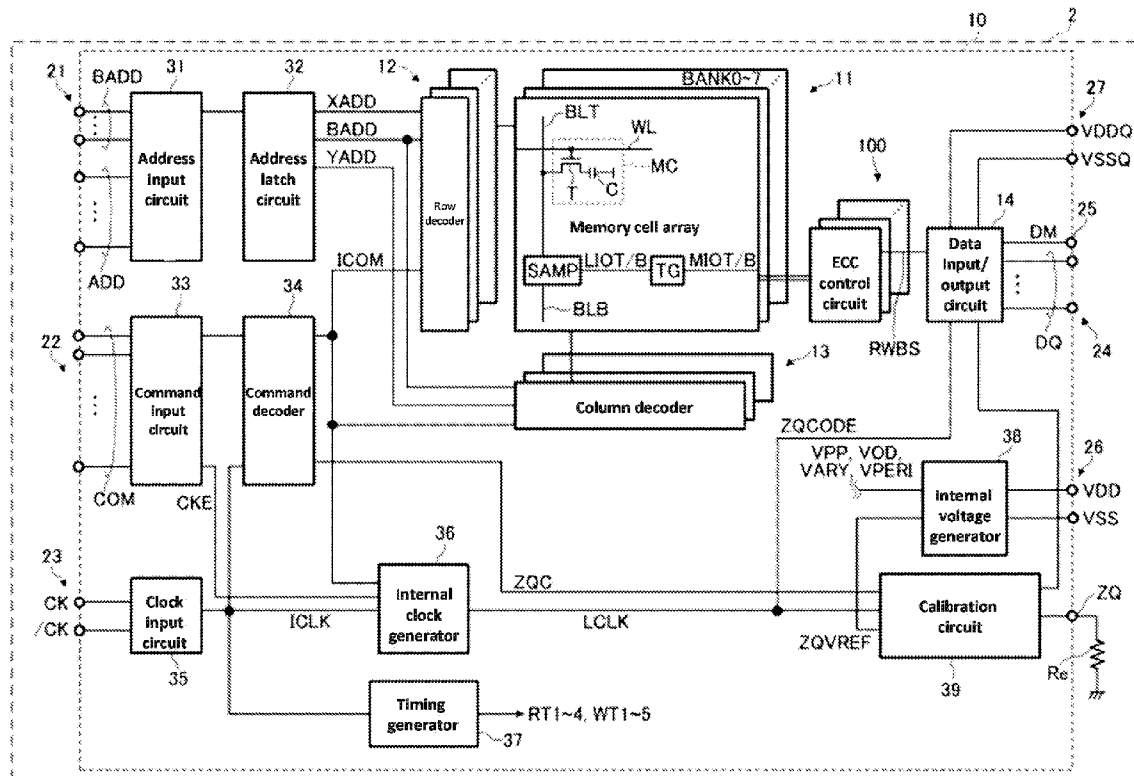 2
10
21
BADD
31
32
12
XADD
BADD
YADD
Address
input
circuit
Address
latch
circuit
ADD
Row
decoder
BANK0~7
11
BLT
WL
MC
T
C
Memory cell array
SAMP
LIOT/B
TG
MIOT/B
BLB
100
ECC
control
circuit
RWBS
14
Data
input/
output
circuit
27
VDDQ
VSSQ
25
DM
DQ
24
33
34
ICOM
22
Command
input
circuit
Command
decoder
COM
CKE
13
Column decoder
ZQCODE
VPP, VOD,
VARY, VPERI
38
Internal
voltage
generator
26
VDD
VSS
23
CK
/CK
Clock
input
circuit
35
ICLK
36
Internal
clock
generator
ZQC
LCLK
ZQVREF
Calibration
circuit
39
ZQ
Re
Timing
generator
37
RT1~4, WT1~5